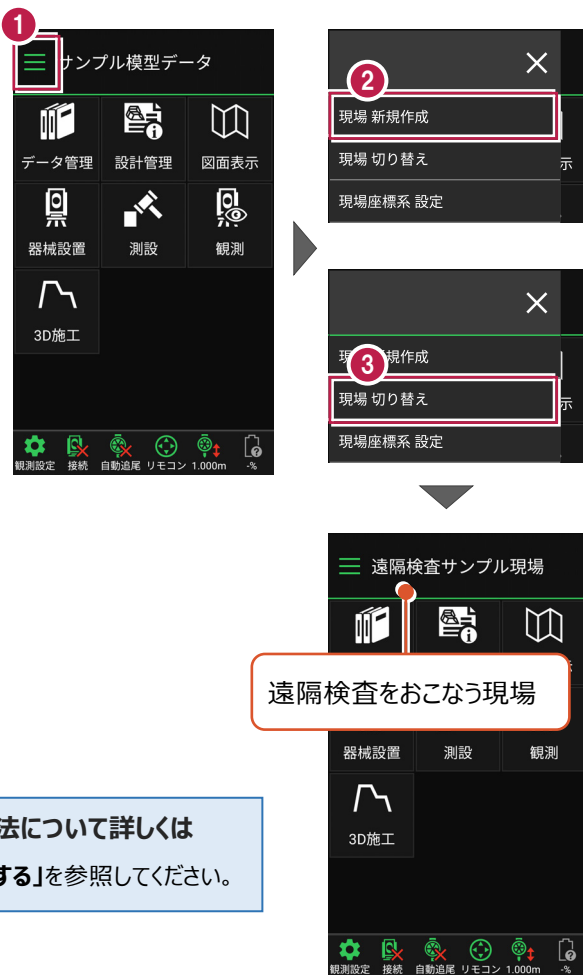 1
サンプル模型データ
データ管理
設計管理
図面表示
器械設置
測設
観測
3D施工
観測設定
接続
自動追尾
リモコン
1.000m
-%
2
現場 新規作成
現場 切り替え
現場座標系 設定
示
3
現場 切り替え
現場座標系 設定
示
遠隔検査サンプル現場
遠隔検査をおこなう現場
器械設置
測設
観測
3D施工
観測設定
接続
自動追尾
リモコン
1.000m
-%
法について詳しくは
する」を参照してください。